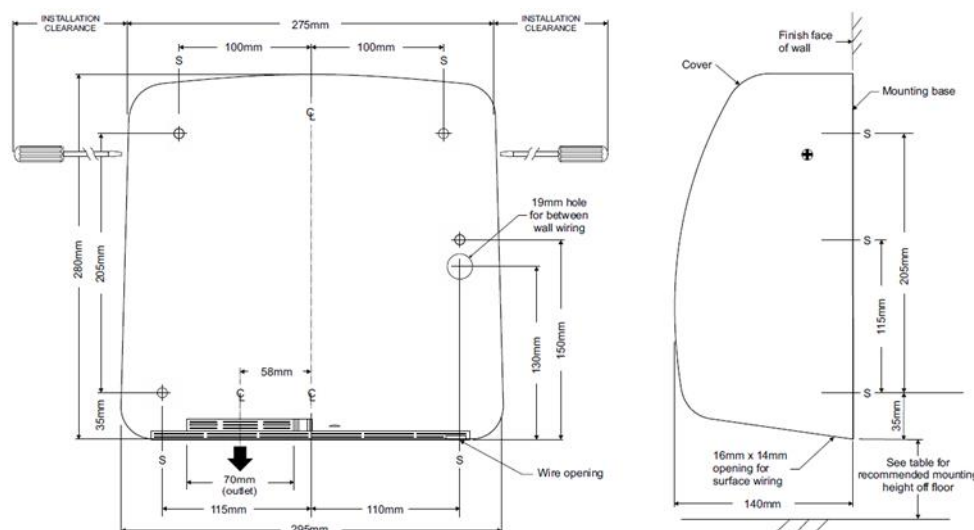 INSTALLATION
CLEARANCE
275mm
INSTALLATION
CLEARANCE
100mm
100mm
S
S
℄
280mm
205mm
35mm
19mm hole
for between
wall wiring
130mm
150mm
58mm
℄
℄
S
S
70mm
(outlet)
Wire opening
115mm
110mm
295mm
Finish face
of wall
Cover
Mounting base
S
S
S
205mm
115mm
35mm
16mm x 14mm
opening for
surface wiring
140mm
See table for
recommended mounting
height off floor